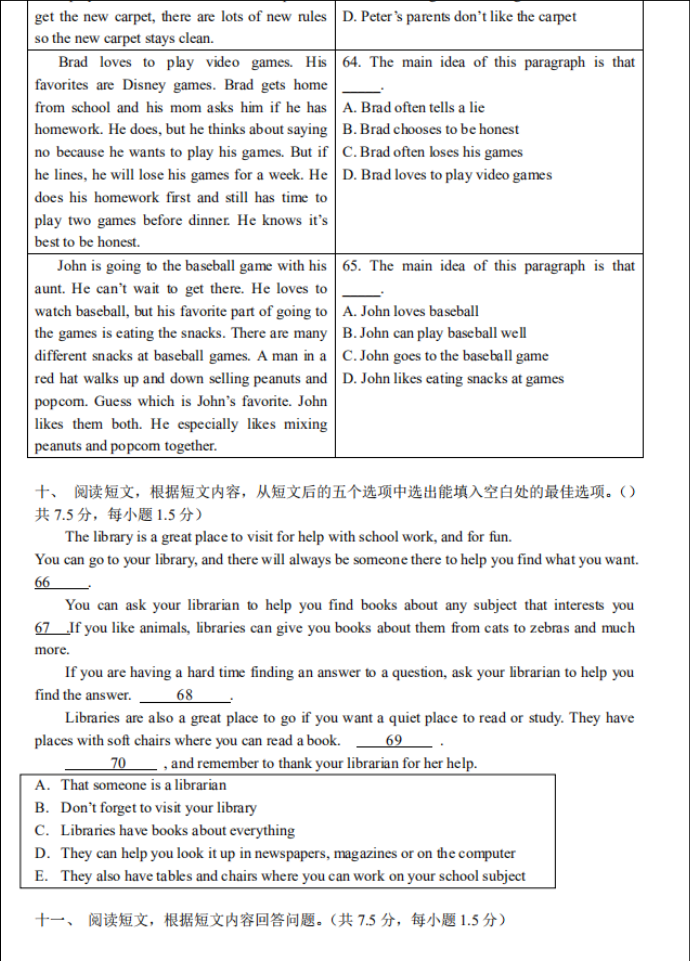 get the new carpet, there are lots of new rules
so the new carpet stays clean.
D. Peter's parents don't like the carpet
Brad loves to play video games. His
favorites are Disney games. Brad gets home
from school and his mom asks him if he has
homework. He does, but he thinks about saying
no because he wants to play his games. But if
he lines, he will lose his games for a week. He
does his homework first and still has time to
play two games before dinner. He knows it's
best to be honest.
64. The main idea of this paragraph is that
______.
A. Brad often tells a lie
B. Brad chooses to be honest
C. Brad often loses his games
D. Brad loves to play video games
John is going to the baseball game with his
aunt. He can't wait to get there. He loves to
watch baseball, but his favorite part of going to
the games is eating the snacks. There are many
different snacks at baseball games. A man in a
red hat walks up and down selling peanuts and
popcorn. Guess which is John's favorite. John
likes them both. He especially likes mixing
peanuts and popcorn together.
65. The main idea of this paragraph is that
______.
A. John loves baseball
B. John can play baseball well
C. John goes to the baseball game
D. John likes eating snacks at games
十、 阅读短文，根据短文内容，从短文后的五个选项中选出能填入空白处的最佳选项。（）
共 7.5 分，每小题 1.5 分）
The library is a great place to visit for help with school work, and for fun.
You can go to your library, and there will always be someone there to help you find what you want.
66_____.
You can ask your librarian to help you find books about any subject that interests you
67__.If you like animals, libraries can give you books about them from cats to zebras and much
more.
If you are having a hard time finding an answer to a question, ask your librarian to help you
find the answer. _____68_____.
Libraries are also a great place to go if you want a quiet place to read or study. They have
places with soft chairs where you can read a book. ____69____ .
______70____ , and remember to thank your librarian for her help.
A. That someone is a librarian
B. Don't forget to visit your library
C. Libraries have books about everything
D. They can help you look it up in newspapers, magazines or on the computer
E. They also have tables and chairs where you can work on your school subject
十一、 阅读短文，根据短文内容回答问题。（共 7.5 分，每小题 1.5 分）